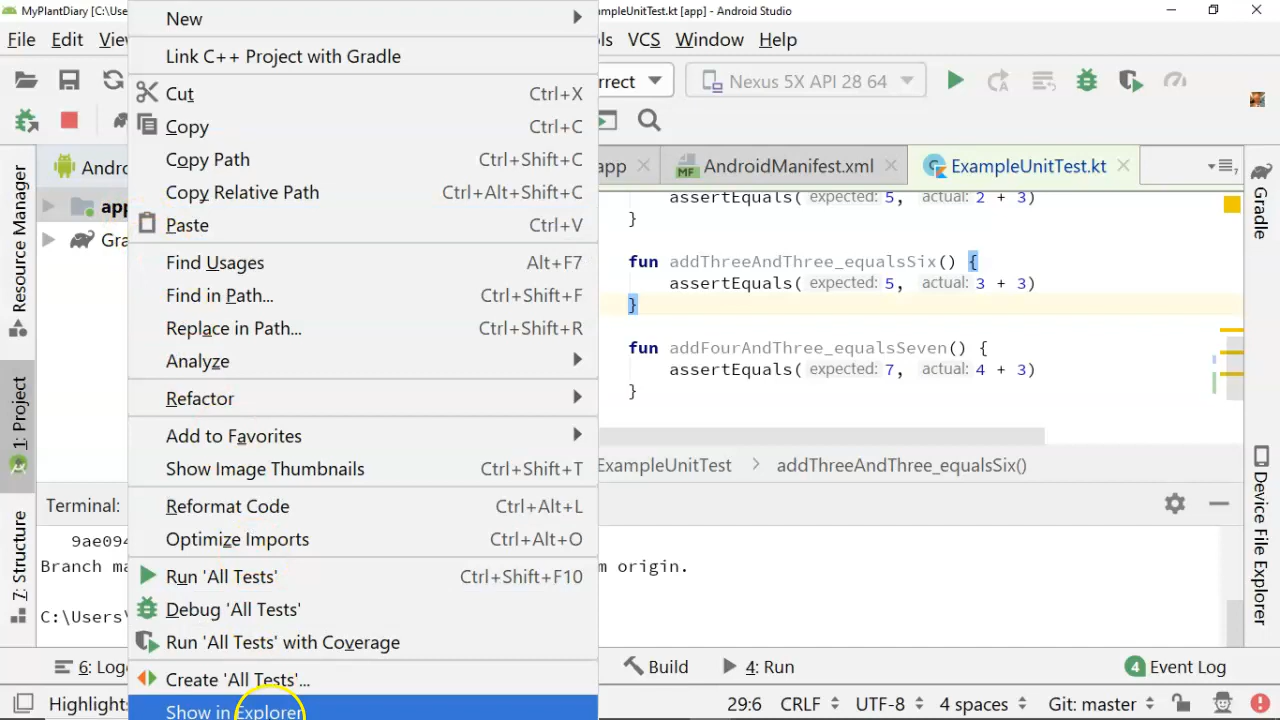 MyPlantDiary [C:\Use
ampleUnitTest.kt [app] - Android Studio
File Edit Vie
ls VCS Window Help
rrect Nexus 5X API 28 64
Andro
app
Gra
app AndroidManifest.xml ExampleUnitTest.kt
New
Link C++ Project with Gradle
Cut Ctrl+X
Copy Ctrl+C
Copy Path Ctrl+Shift+C
Copy Relative Path Ctrl+Alt+Shift+C
Paste Ctrl+V
Find Usages Alt+F7
Find in Path... Ctrl+Shift+F
Replace in Path... Ctrl+Shift+R
Analyze
Refactor
Add to Favorites
Show Image Thumbnails Ctrl+Shift+T
Reformat Code Ctrl+Alt+L
Optimize Imports Ctrl+Alt+O
Run 'All Tests' Ctrl+Shift+F10
Debug 'All Tests'
Run 'All Tests' with Coverage
Create 'All Tests'...
Show in Explorer
assertEquals( expected: 5, actual: 2 + 3)
}
fun addThreeAndThree_equalsSix() {
assertEquals( expected: 5, actual: 3 + 3)
}
fun addFourAndThree_equalsSeven() {
assertEquals( expected: 7, actual: 4 + 3)
}
ExampleUnitTest > addThreeAndThree_equalsSix()
Terminal:
9ae094
Branch ma
m origin.
C:\Users\
6: Logc
Build 4: Run
4 Event Log
Highlight
29:6 CRLF UTF-8 4 spaces Git: master
Resource Manager
1: Project
7: Structure
Gradle
Device File Explorer